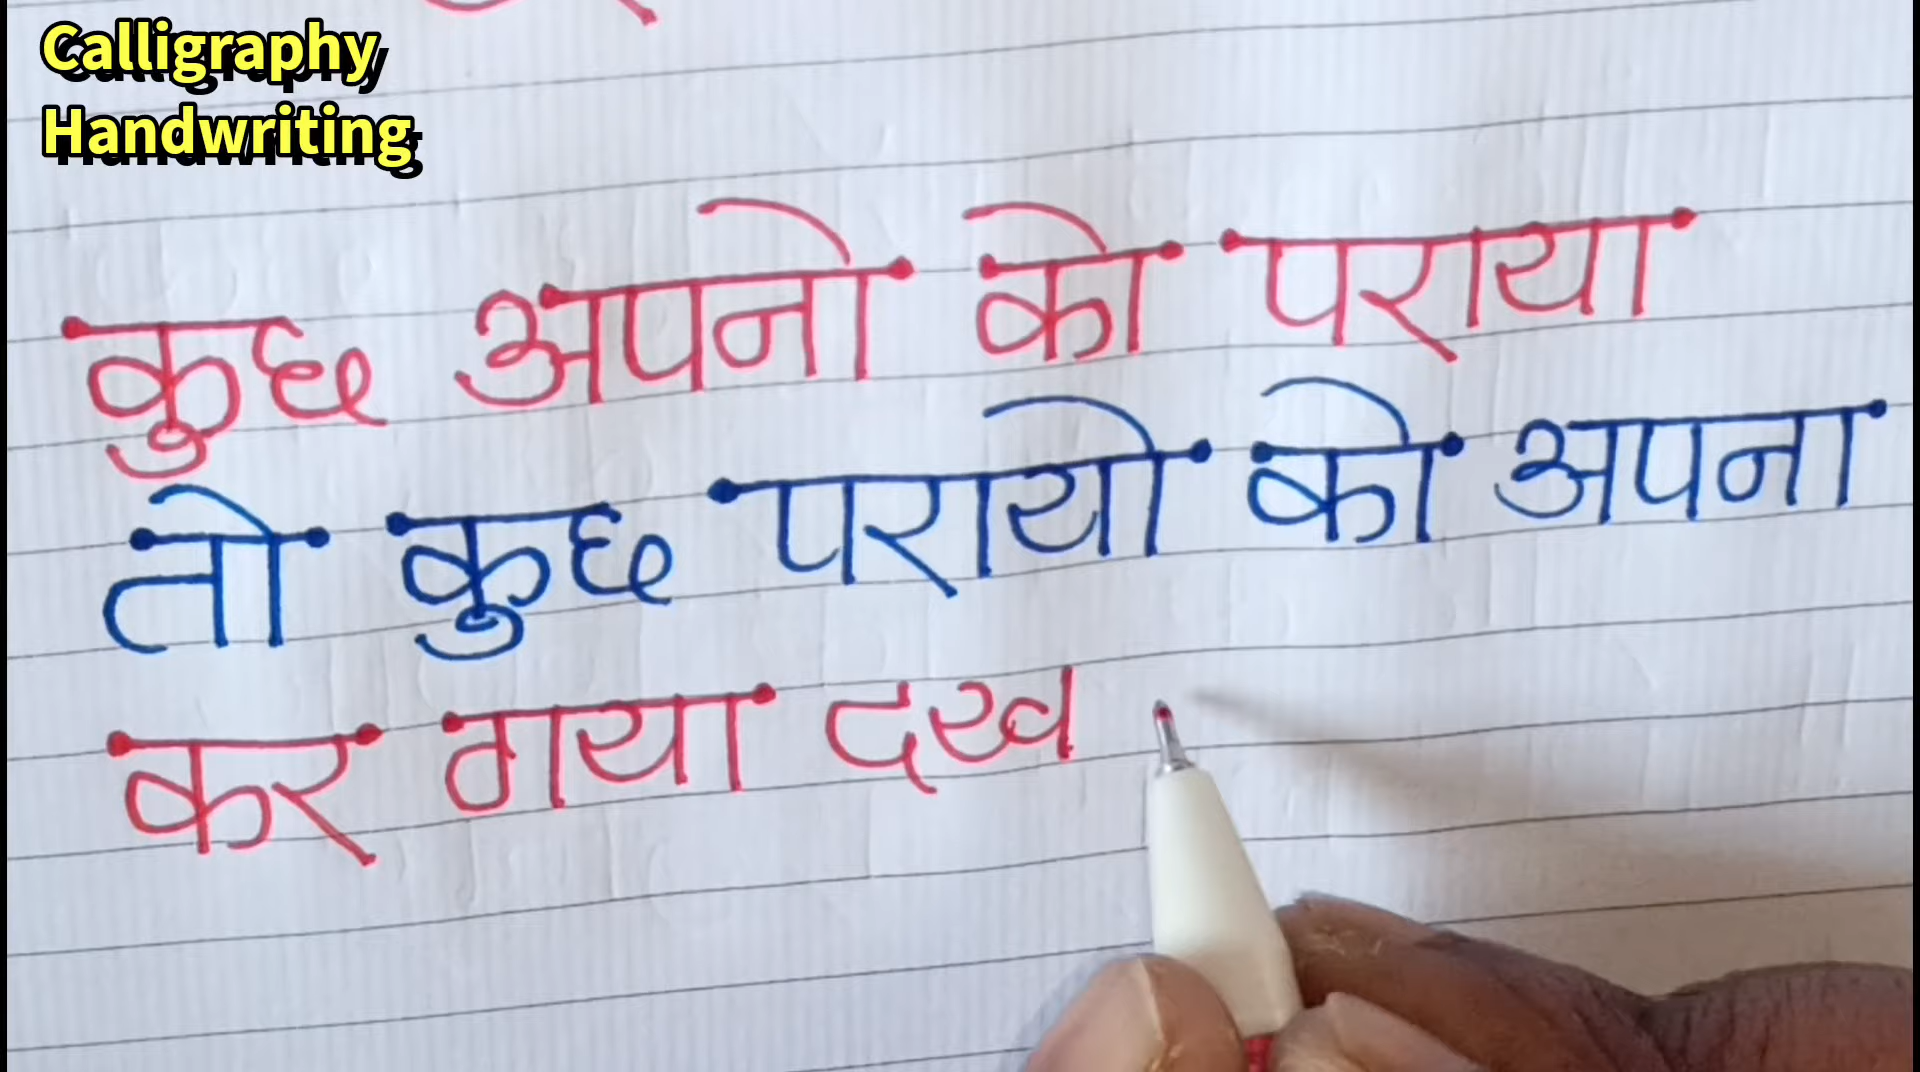 Calligraphy
Handwriting
कुछ अपनो को पराया
तो कुछ परायो को अपना
कर गया दख